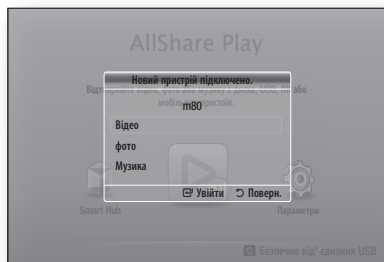 AllShare Play
Новий пристрій підключено.
Відтворюйте відео, фото або музику з диска, USB, ПК або
мобільних пристроїв.
m80
Відео
фото
Музика
Увійти Поверн.
Smart Hub
Параметри
C Безпечне від' єднання USB